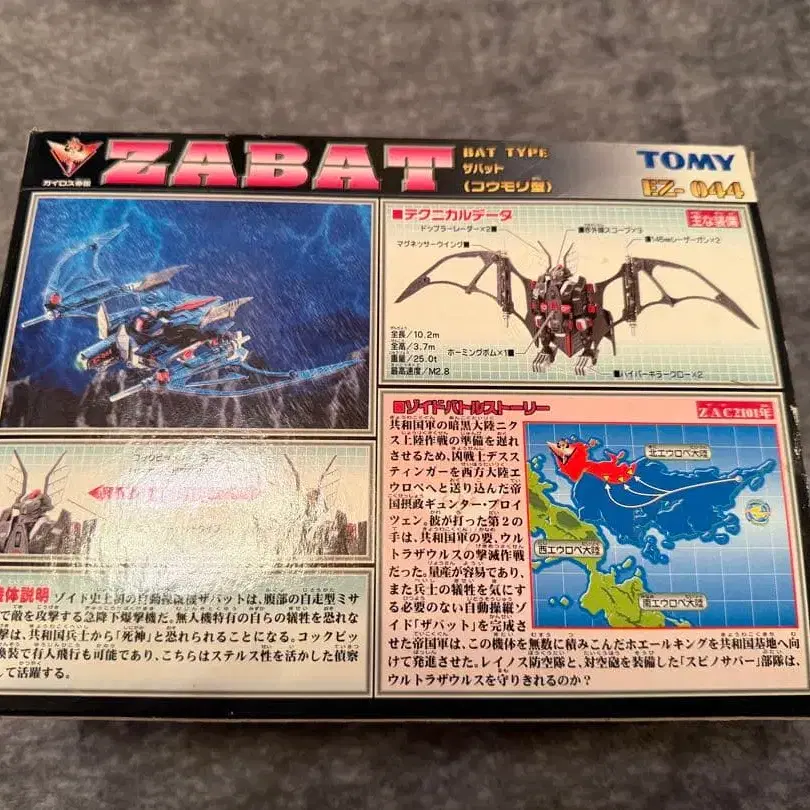 ガイロス帝国
ZABAT
BAT TYPE
ザバット
(コウモリ型)
TOMY
EZ-044
■テクニカルデータ
主な装備
ドップラーレーダー×2■
■赤外線スコープ×3
マグネッサーウイング■
■145㎜レーザーガン×2
全長/10.2m
全高/3.7m
重量/25.0t
最高速度/M2.8
ホーミングボム×1■
■ハイパーキラークロー×2
■ゾイドバトルストーリー
ZAC2101年
共和国軍の暗黒大陸ニク
ス上陸作戦の準備を遅れ
させるため、凶戦士デスス
ティンガーを西方大陸エ
ウロペへと送り込んだ帝
国摂政ギュンター・プロイ
ツェン。彼が打った第2の
手は、共和国軍の要、ウル
トラザウルスの撃滅作戦
だった。量産が容易であり、
また兵士の犠牲を気にす
る必要のない自動操縦ゾ
イド「ザバット」を完成さ
せた帝国軍は、この機体を無数に積みこんだホエールキングを共和国基地へ向
けて発進させた。レイノス防空隊と、対空砲を装備した「スピノサパー」部隊は、
ウルトラザウルスを守りきれるのか?
北エウロペ大陸
西エウロペ大陸
南エウロペ大陸
体説明 ゾイド史上初の自動操縦機ザバットは、腹部の自走型ミサ
で敵を攻撃する急降下爆撃機だ。無人機特有の自らの犠牲を恐れな
撃は、共和国兵士から「死神」と恐れられることになる。コックピッ
換装で有人飛行も可能であり、こちらはステルス性を活かした偵察
して活躍する。